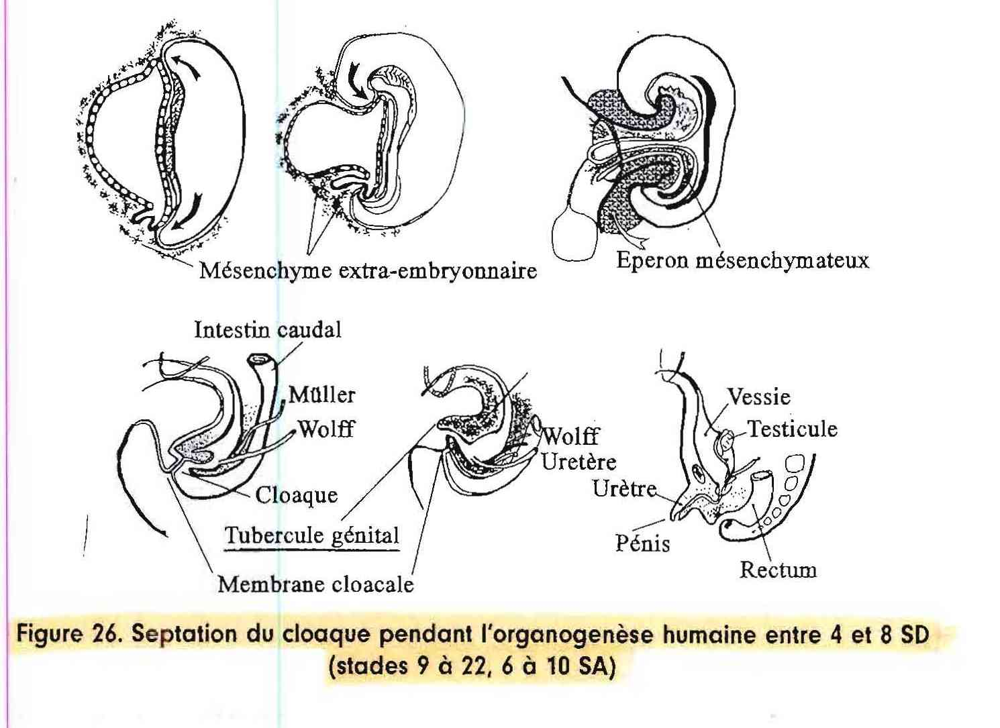 Mésenchyme extra-embryonnaire
Eperon mésenchymateux
Intestin caudal
Müller
Wolff
Cloaque
Tubercule génital
Membrane cloacale
Wolff
Uretère
Vessie
Testicule
Urètre
Pénis
Rectum
Figure 26. Septation du cloaque pendant l'organogenèse humaine entre 4 et 8 SD
(stades 9 à 22, 6 à 10 SA)